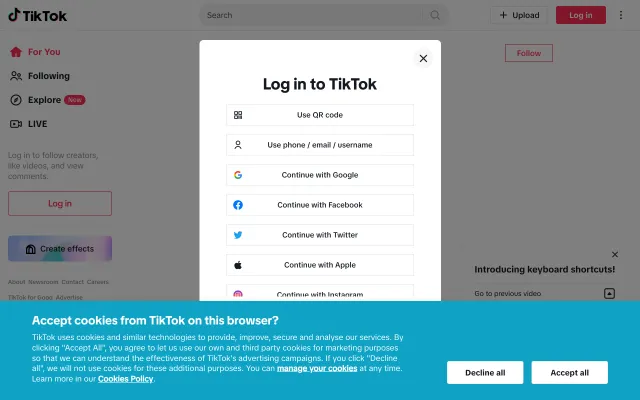 TikTok
Search
+ Upload
Log in
For You
Following
Explore New
LIVE
Log in to follow creators,
like videos, and view
comments.
Log in
Create effects
About Newsroom Contact Careers
TikTok for Good Advertise
Follow
Log in to TikTok
Use QR code
Use phone / email / username
Continue with Google
Continue with Facebook
Continue with Twitter
Continue with Apple
Continue with Instagram
Introducing keyboard shortcuts!
Go to previous video
Accept cookies from TikTok on this browser?
TikTok uses cookies and similar technologies to provide, improve, secure and analyse our services. By
clicking "Accept All", you agree to let us use our own and third party cookies for marketing purposes
so that we can understand the effectiveness of TikTok's advertising campaigns. If you click "Decline
all", we will not use cookies for these additional purposes. You can manage your cookies at any time.
Learn more in our Cookies Policy.
Decline all
Accept all